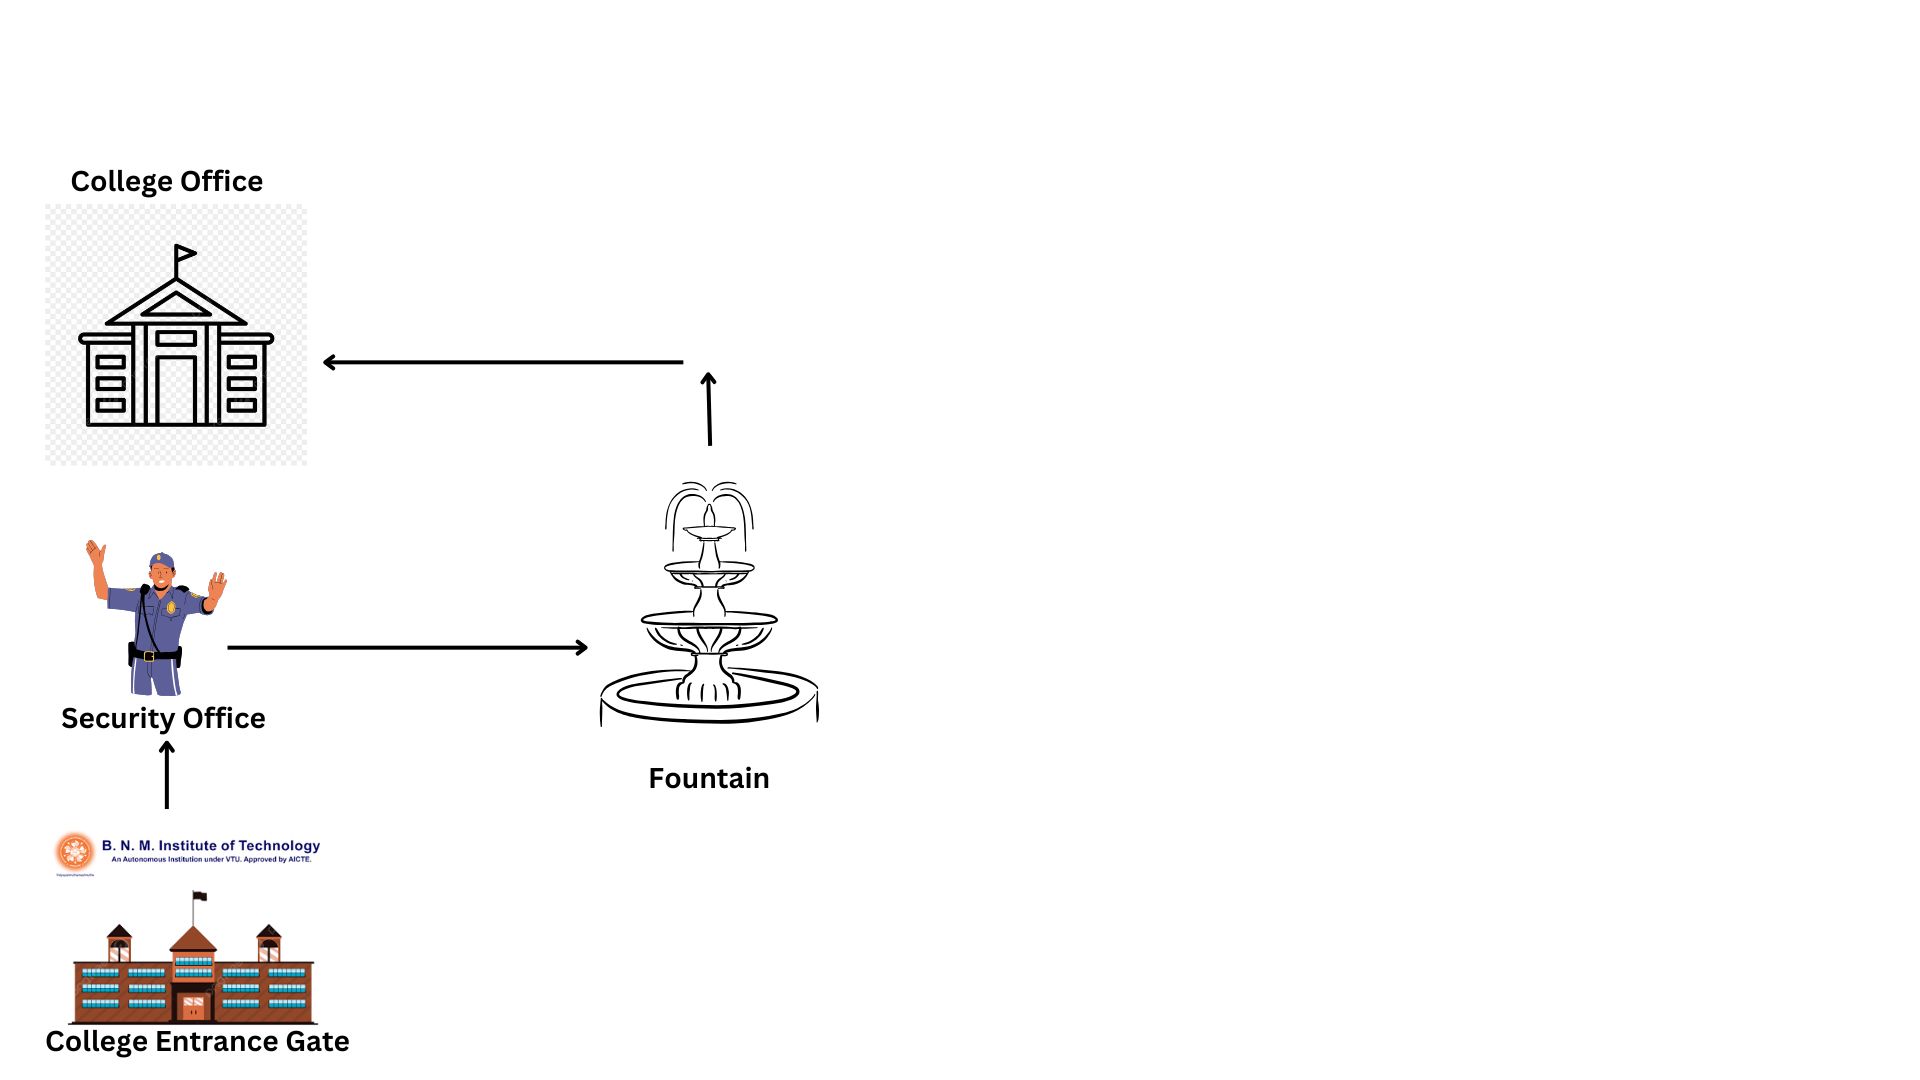 College Office
Security Office
Fountain
B. N. M. Institute of Technology
An Autonomous Institution under VTU. Approved by AICTE.
College Entrance Gate